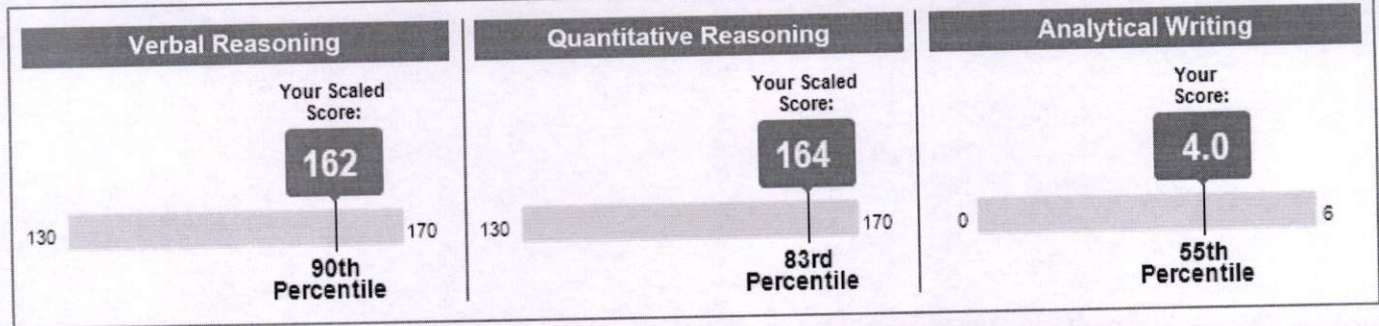 Verbal Reasoning
Your Scaled
Score:
162
130
170
90th
Percentile
Quantitative Reasoning
Your Scaled
Score:
164
130
170
83rd
Percentile
Analytical Writing
Your
Score:
4.0
0
6
55th
Percentile